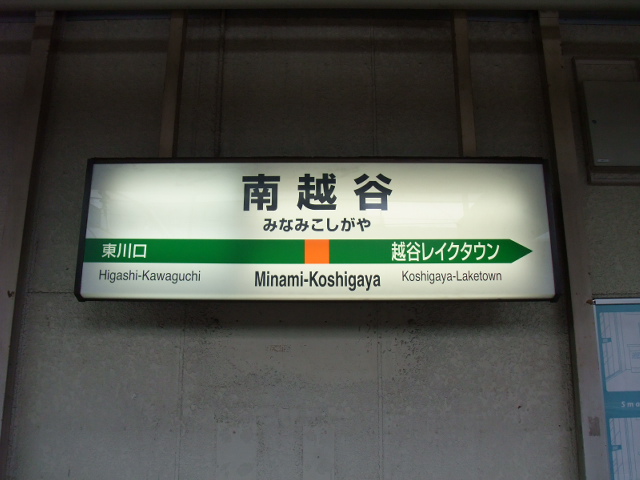 南越谷
みなみこしがや
東川口 越谷レイクタウン
Higashi-Kawaguchi Minami-Koshigaya Koshigaya-Laketown